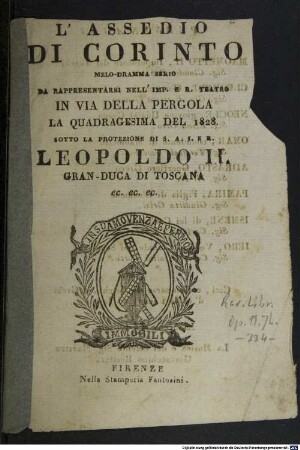 L' ASSEDIO
DI CORINTO
MELO-DRAMMA SERIO
DA RAPPRESENTARSI NELL' IMP. E R. TEATRO
IN VIA DELLA PERGOLA
LA QUADRAGESIMA DEL 1828.
SOTTO LA PROTEZIONE DI S. A. I. E R.
LEOPOLDO II.
GRAN-DUCA DI TOSCANA
ec. ec. ec.
IN SUA MOVENZA È FERMO
IMMOBILI
FIRENZE
Nella Stamperia Fantosini.